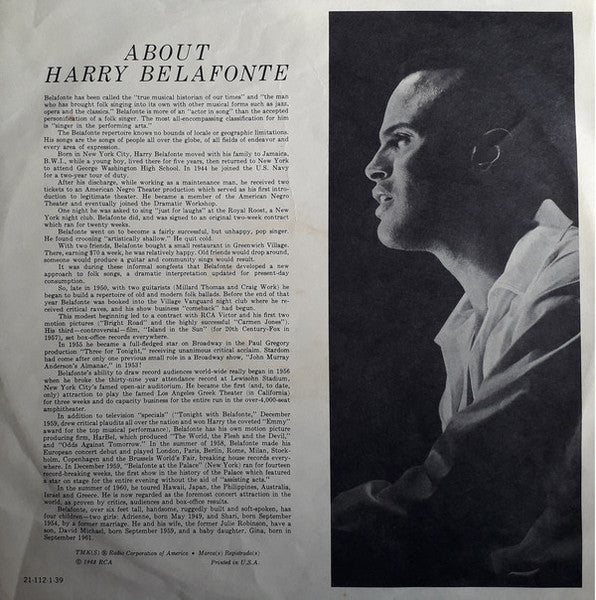 ABOUT
HARRY BELAFONTE
Belafonte has been called the "true musical historian of our times" and "the man
who has brought folk singing into its own with other musical forms such as jazz,
opera and the classics." Belafonte is more of an "actor in song" than the accepted
personification of a folk singer. The most all-encompassing classification for him
is "singer in the performing arts."
The Belafonte repertoire knows no bounds of locale or geographic limitations.
His songs are the songs of people all over the globe, of all fields of endeavor and
every area of expression.
Born in New York City, Harry Belafonte moved with his family to Jamaica,
B.W.I., while a young boy, lived there for five years, then returned to New York
to attend George Washington High School. In 1944 he joined the U.S. Navy
for a two-year tour of duty.
After his discharge, while working as a maintenance man, he received two
tickets to an American Negro Theater production which served as his first intro-
duction to legitimate theater. He became a member of the American Negro
Theater and eventually joined the Dramatic Workshop.
One night he was asked to sing "just for laughs" at the Royal Roost, a New
York night club. Belafonte did, and was signed to an original two-week contract
which ran for twenty weeks.
Belafonte went on to become a fairly successful, but unhappy, pop singer.
He found crooning "artistically shallow." He quit cold.
With two friends, Belafonte bought a small restaurant in Greenwich Village.
There, earning $70 a week, he was relatively happy. Old friends would drop around,
someone would produce a guitar and community sings would result.
It was during these informal songfests that Belafonte developed a new
approach to folk songs, a dramatic interpretation updated for present-day
consumption.
So, late in 1950, with two guitarists (Millard Thomas and Craig Work) he
began to build a repertoire of old and modern folk ballads. Before the end of that
year Belafonte was booked into the Village Vanguard night club where he re-
ceived critical raves, and his show business "comeback" had begun.
This modest beginning led to a contract with RCA Victor and his first two
motion pictures ("Bright Road" and the highly successful "Carmen Jones").
His third—controversial—film, "Island in the Sun" (for 20th Century-Fox in
1957), set box-office records everywhere.
In 1955 he became a full-fledged star on Broadway in the Paul Gregory
production "Three for Tonight," receiving unanimous critical acclaim. Stardom
had come after only one previous small role in a Broadway show, "John Murray
Anderson's Almanac," in 1953!
Belafonte's ability to draw record audiences world-wide really began in 1956
when he broke the thirty-nine year attendance record at Lewisohn Stadium,
New York City's famed open-air auditorium. He became the first (and, to date,
only) attraction to play the famed Los Angeles Greek Theater (in California)
for three weeks and do capacity business for the entire run in the over-4,000-seat
amphitheater.
In addition to television "specials" ("Tonight with Belafonte," December
1959, drew critical plaudits all over the nation and won Harry the coveted "Emmy"
award for the top musical performance), Belafonte has his own motion picture
producing firm, HarBel, which produced "The World, the Flesh and the Devil,"
and "Odds Against Tomorrow." In the summer of 1958, Belafonte made his
European concert debut and played London, Paris, Berlin, Rome, Milan, Stock-
holm, Copenhagen and the Brussels World's Fair, breaking house records every-
where. In December 1959, "Belafonte at the Palace" (New York) ran for fourteen
record-breaking weeks, the first show in the history of the Palace which featured
a star on stage for the entire evening without the aid of "assisting acts."
In the summer of 1960, he toured Hawaii, Japan, the Philippines, Australia,
Israel and Greece. He is now regarded as the foremost concert attraction in the
world, as proven by critics, audiences and box-office results.
Belafonte, over six feet tall, handsome, ruggedly built and soft-spoken, has
four children—two girls: Adrienne, born May 1949, and Shari, born September
1954, by a former marriage. He and his wife, the former Julie Robinson, have a
son, David Michael, born September 1959, and a baby daughter, Gina, born in
September 1961.
TMK(S) ® Radio Corporation of America • Marca(s) Registrada(s)
© 1968 RCA Printed in U.S.A.
21-112 1-39